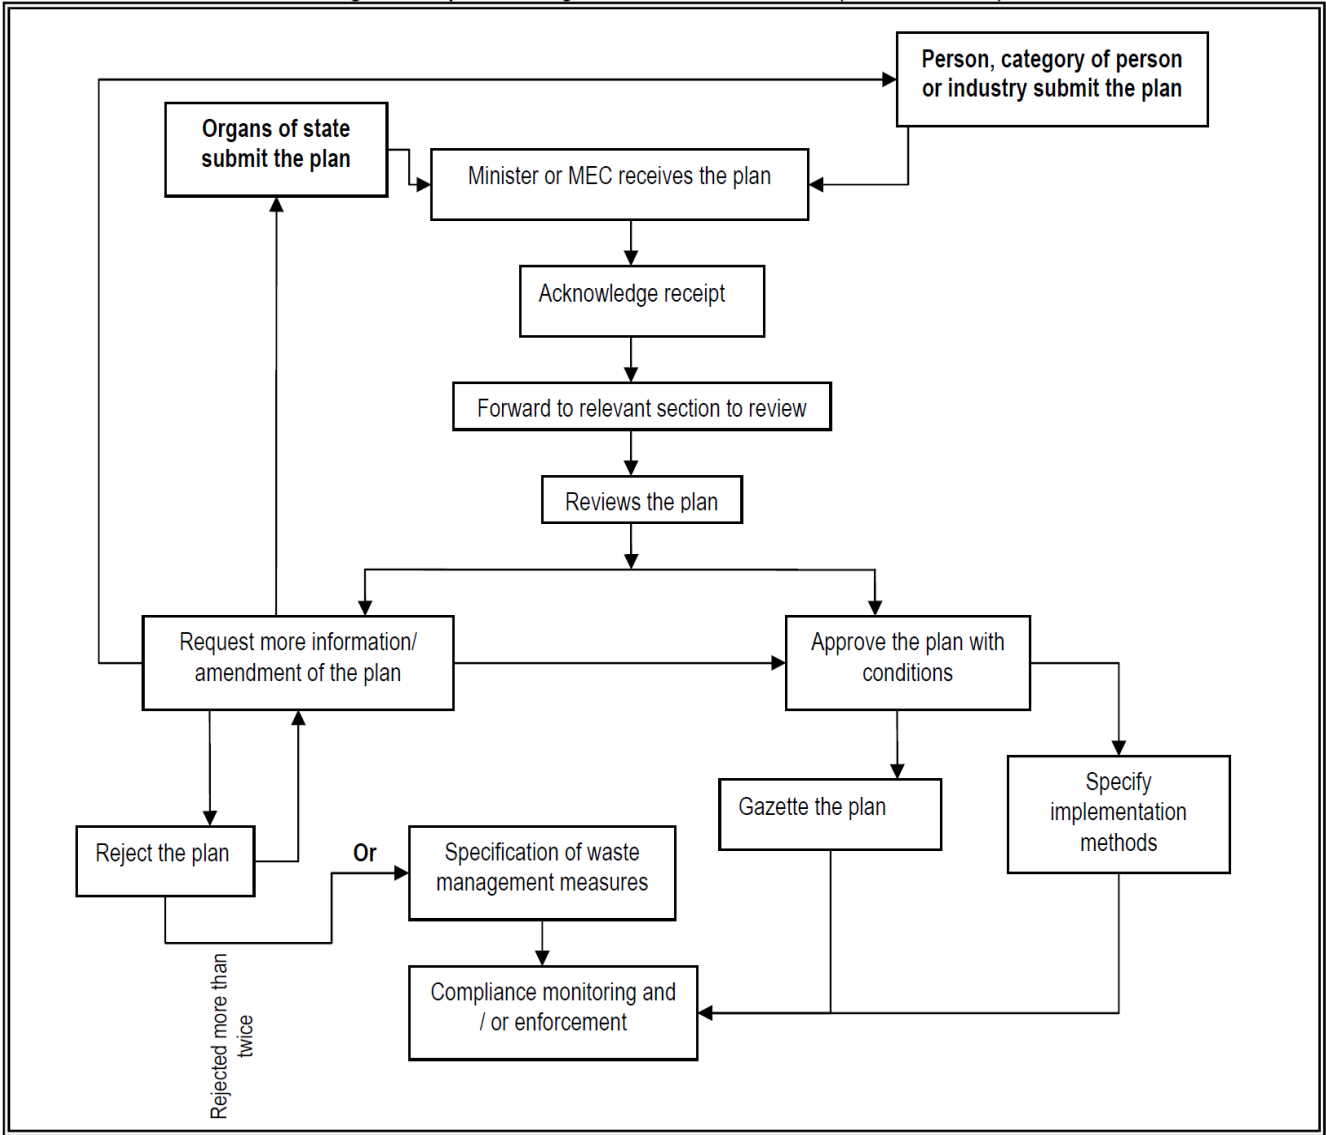 Person, category of person
or industry submit the plan
Organs of state
submit the plan
Minister or MEC receives the plan
Acknowledge receipt
Forward to relevant section to review
Reviews the plan
Request more information/
amendment of the plan
Approve the plan with
conditions
Specify
implementation
methods
Gazette the plan
Reject the plan
Or
Specification of waste
management measures
Rejected more than
twice
Compliance monitoring and
/ or enforcement